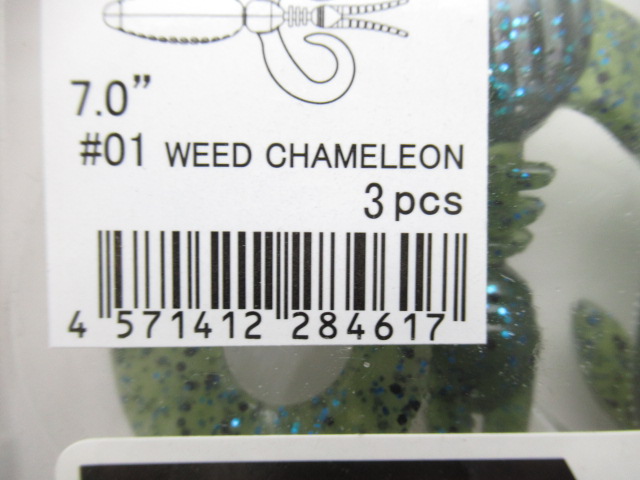 7.0”
#01 WEED CHAMELEON
3 pcs
4 571412 284617